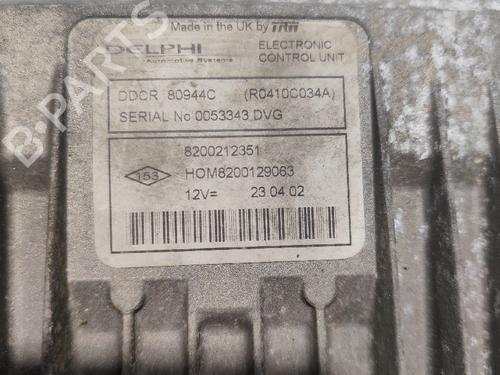 Made in the UK by TRW
DELPHI
Automotive Systems
ELECTRONIC
CONTROL UNIT
DDCR 80944C (R0410C034A)
SERIAL No 0053343 DVG
8200212351
153 HOM8200129063
12V= 23.04.02
B-PARTS